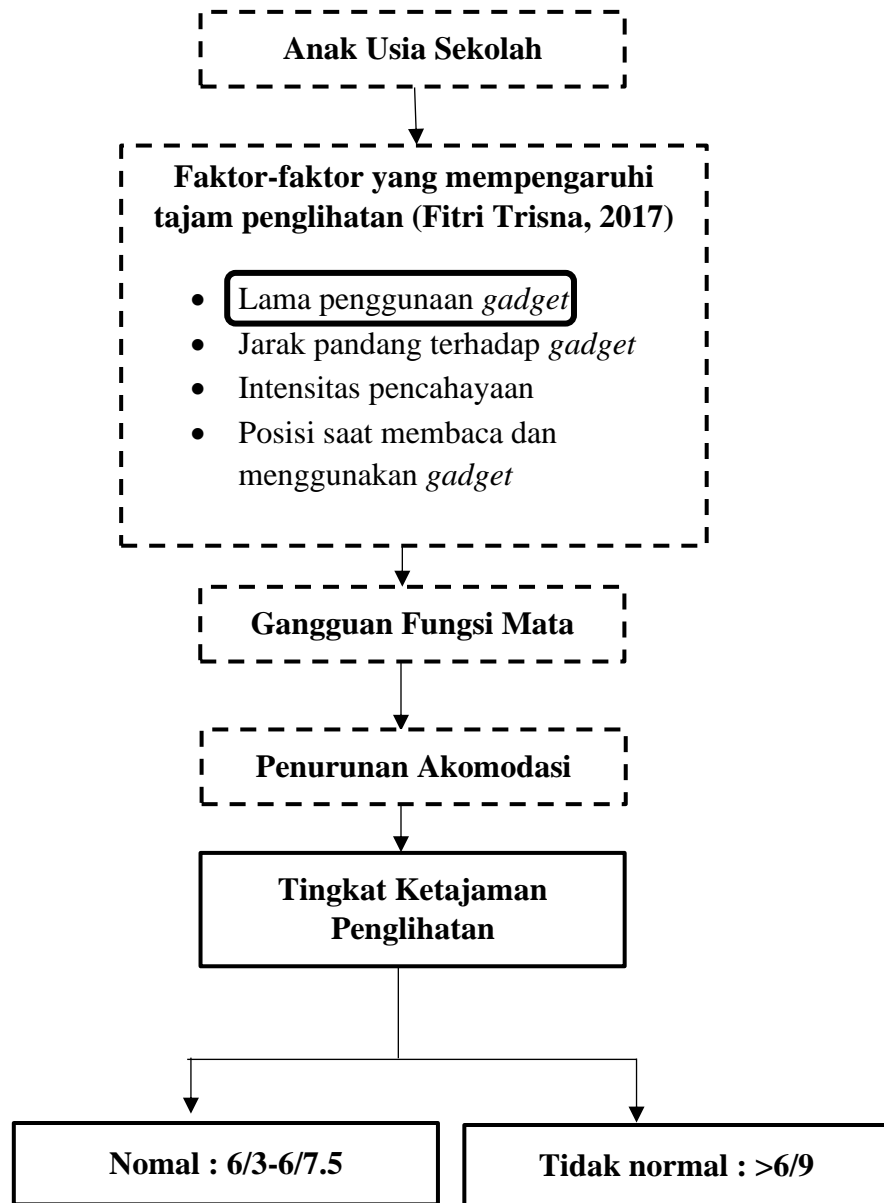 Anak Usia Sekolah
Faktor-faktor yang mempengaruhi
tajam penglihatan (Fitri Trisna, 2017)
• Lama penggunaan gadget
• Jarak pandang terhadap gadget
• Intensitas pencahayaan
• Posisi saat membaca dan
menggunakan gadget
Gangguan Fungsi Mata
Penurunan Akomodasi
Tingkat Ketajaman
Penglihatan
Nomal : 6/3-6/7.5
Tidak normal : >6/9